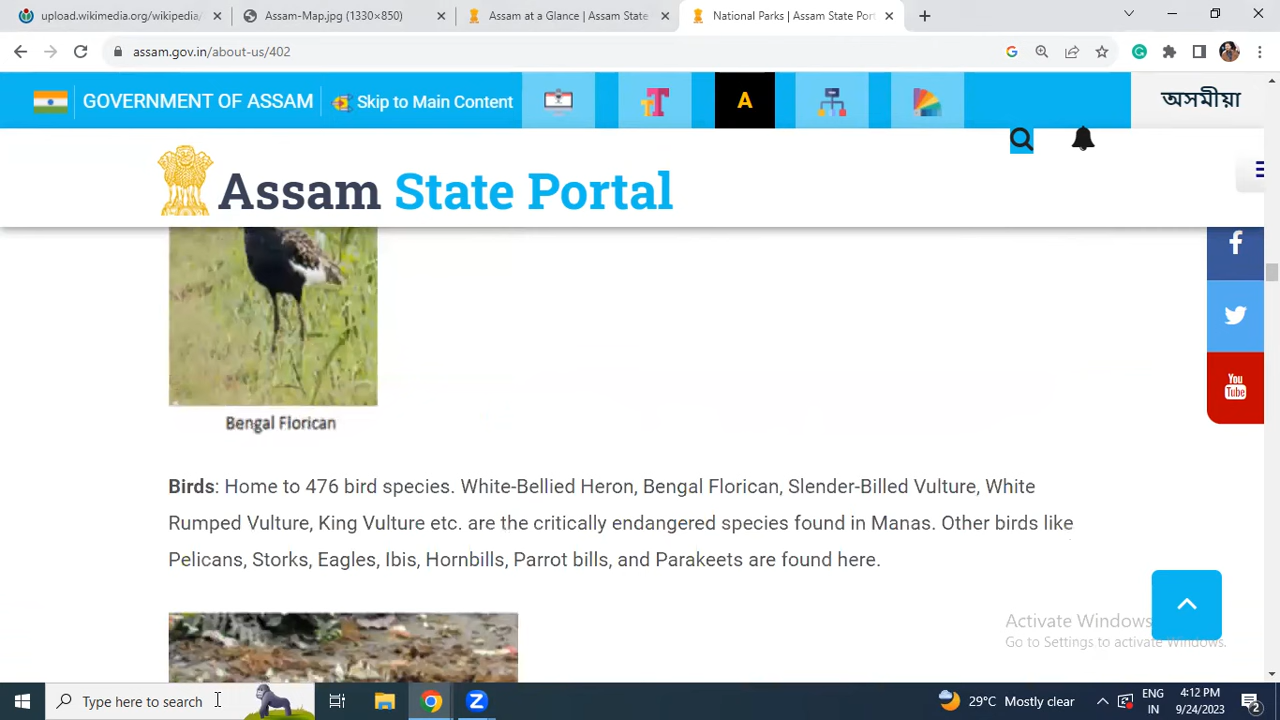 upload.wikimedia.org/wikipedia/
Assam-Map.jpg (1330×850)
Assam at a Glance | Assam State
National Parks | Assam State Por
assam.gov.in/about-us/402
GOVERNMENT OF ASSAM
Skip to Main Content
T
A
অসমীয়া
Assam State Portal
Bengal Florican
Birds: Home to 476 bird species. White-Bellied Heron, Bengal Florican, Slender-Billed Vulture, White
Rumped Vulture, King Vulture etc. are the critically endangered species found in Manas. Other birds like
Pelicans, Storks, Eagles, Ibis, Hornbills, Parrot bills, and Parakeets are found here.
You
Tube
Activate Windows
Go to Settings to activate Windows.
Type here to search
29°C Mostly clear
ENG
IN
4:12 PM
9/24/2023
2